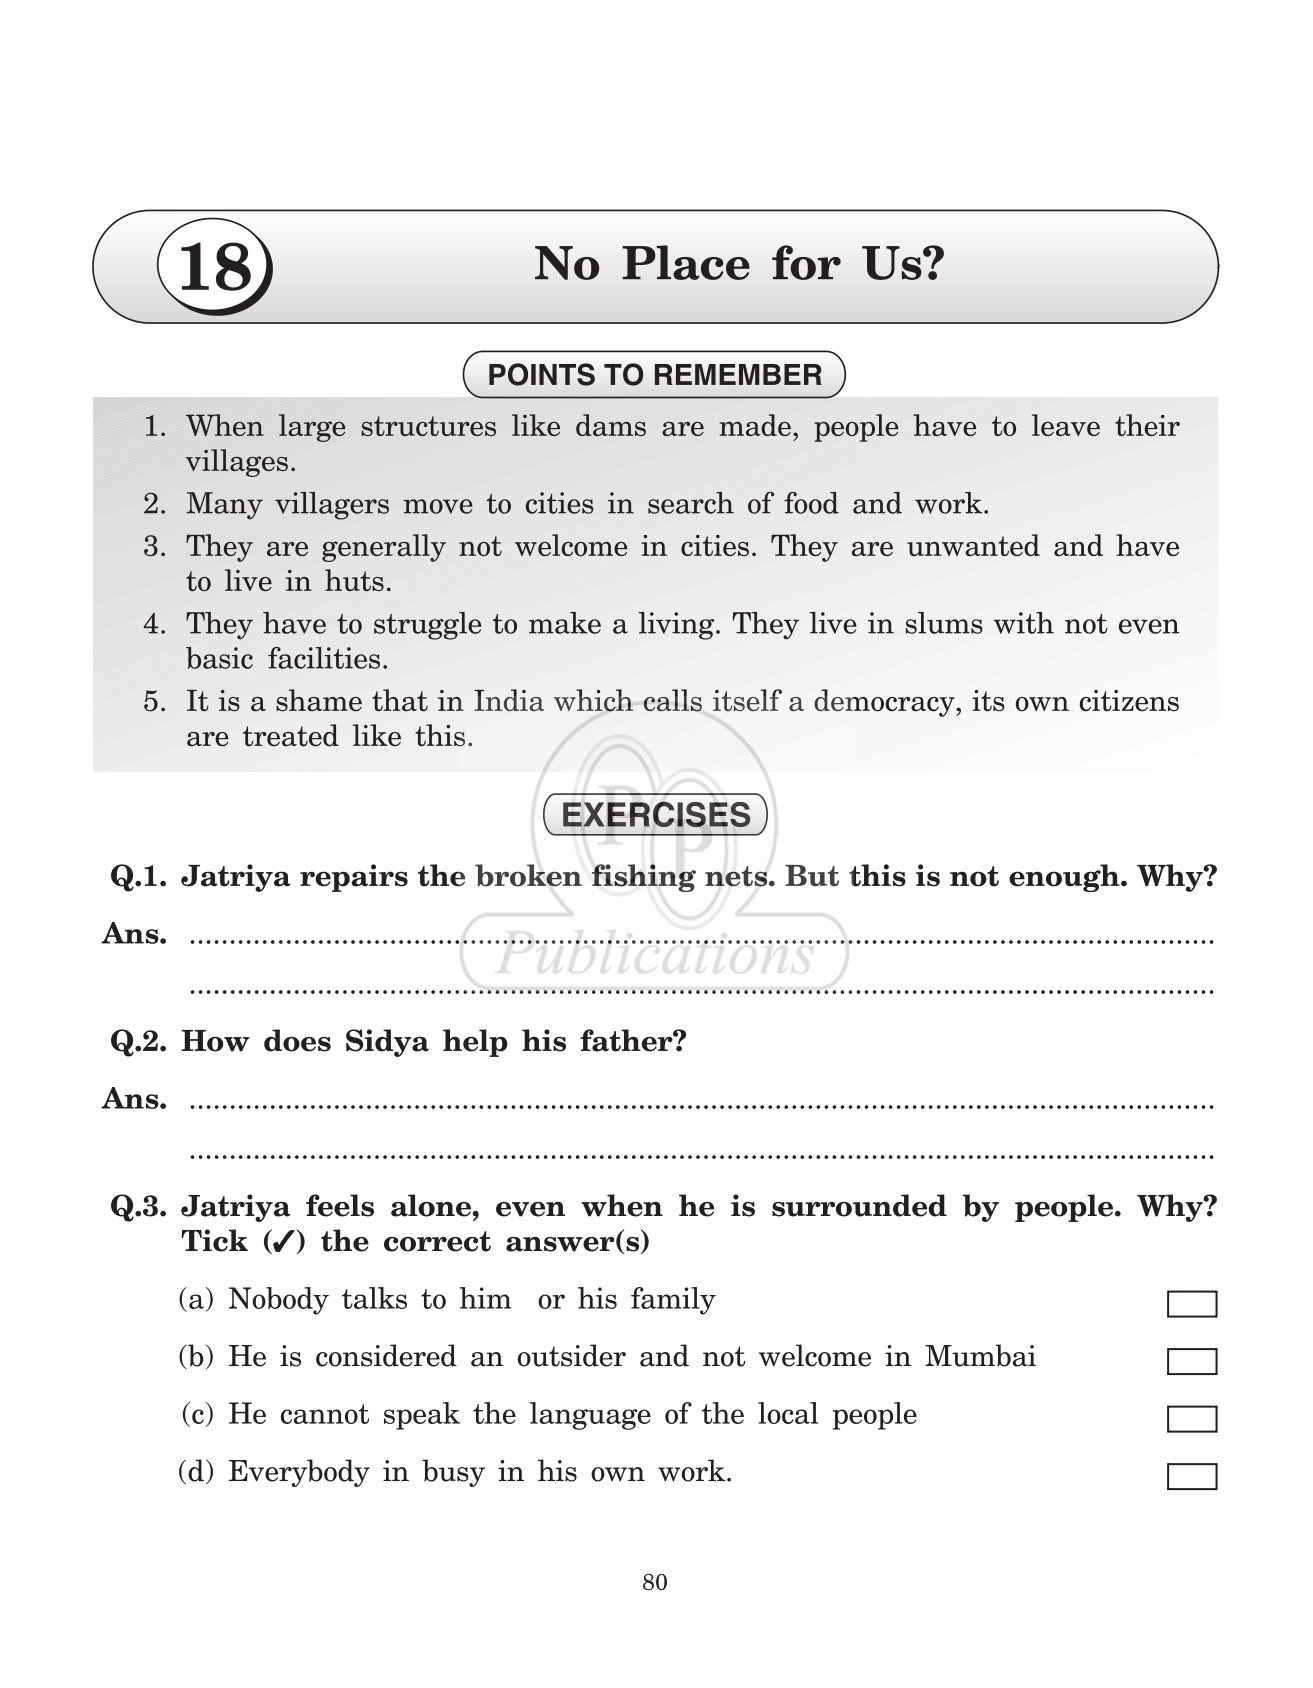 18
No Place for Us?
POINTS TO REMEMBER
1. When large structures like dams are made, people have to leave their
villages.
2. Many villagers move to cities in search of food and work.
3. They are generally not welcome in cities. They are unwanted and have
to live in huts.
4. They have to struggle to make a living. They live in slums with not even
basic facilities.
5. It is a shame that in India which calls itself a democracy, its own citizens
are treated like this.
EXERCISES
PP
Publications
Q.1. Jatriya repairs the broken fishing nets. But this is not enough. Why?
Ans. ................................................................................
................................................................................
Q.2. How does Sidya help his father?
Ans. ................................................................................
................................................................................
Q.3. Jatriya feels alone, even when he is surrounded by people. Why?
Tick (✓) the correct answer(s)
(a) Nobody talks to him or his family
(b) He is considered an outsider and not welcome in Mumbai
(c) He cannot speak the language of the local people
(d) Everybody in busy in his own work.
80